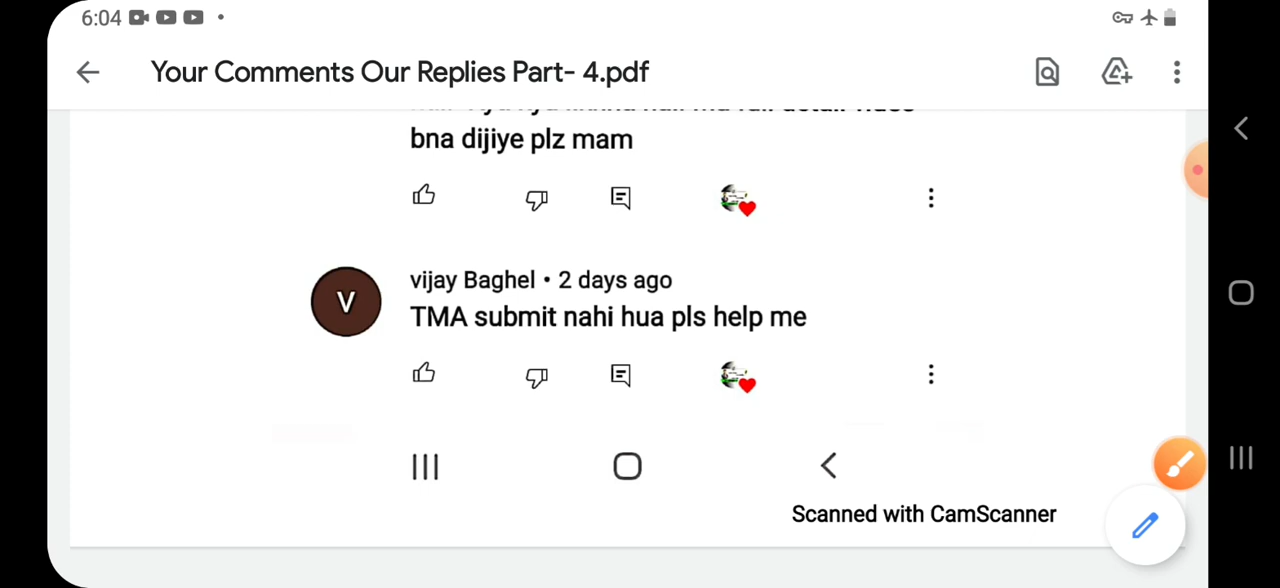 6:04
Your Comments Our Replies Part- 4.pdf
bna dijiye plz mam
vijay Baghel • 2 days ago
V
TMA submit nahi hua pls help me
Scanned with CamScanner